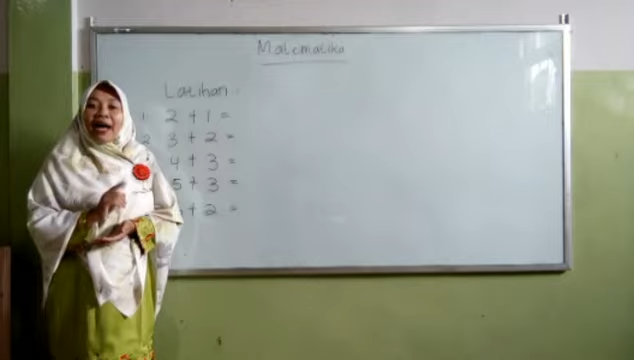 Matematika
Latihan :
1 2 + 1 =
2 3 + 2 =
4 + 3 =
5 + 3 =
+ 2 =